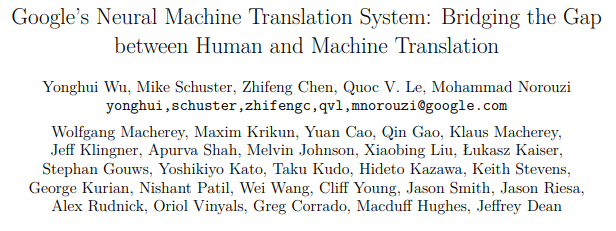 Google's Neural Machine Translation System: Bridging the Gap
between Human and Machine Translation
Yonghui Wu, Mike Schuster, Zhifeng Chen, Quoc V. Le, Mohammad Norouzi
yonghui,schuster,zhifengc,qvl,mnorouzi@google.com
Wolfgang Macherey, Maxim Krikun, Yuan Cao, Qin Gao, Klaus Macherey,
Jeff Klingner, Apurva Shah, Melvin Johnson, Xiaobing Liu, Łukasz Kaiser,
Stephan Gouws, Yoshikiyo Kato, Taku Kudo, Hideto Kazawa, Keith Stevens,
George Kurian, Nishant Patil, Wei Wang, Cliff Young, Jason Smith, Jason Riesa,
Alex Rudnick, Oriol Vinyals, Greg Corrado, Macduff Hughes, Jeffrey Dean